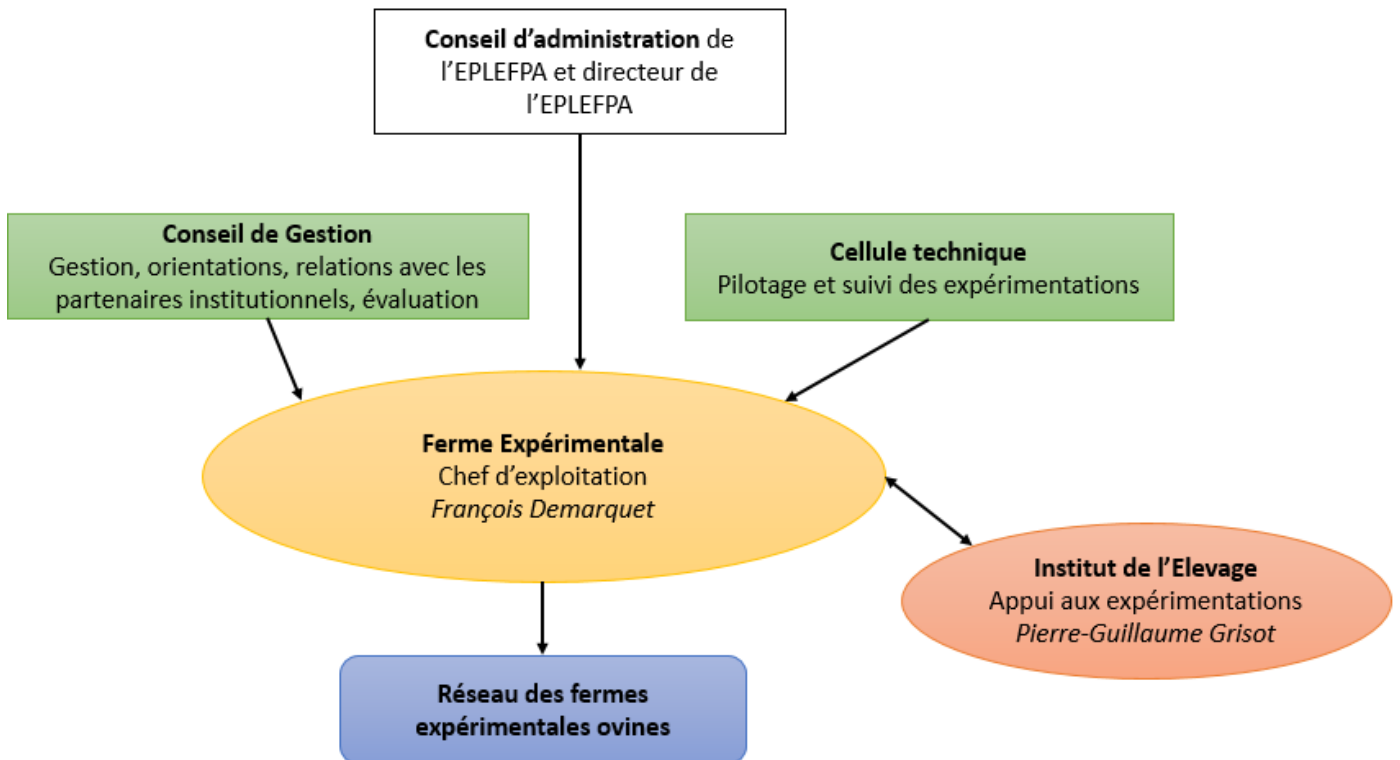 Conseil d'administration de
l'EPLEFPA et directeur de
l'EPLEFPA
Conseil de Gestion
Gestion, orientations, relations avec les
partenaires institutionnels, évaluation
Cellule technique
Pilotage et suivi des expérimentations
Ferme Expérimentale
Chef d'exploitation
François Demarquet
Institut de l'Elevage
Appui aux expérimentations
Pierre-Guillaume Grisot
Réseau des fermes
expérimentales ovines